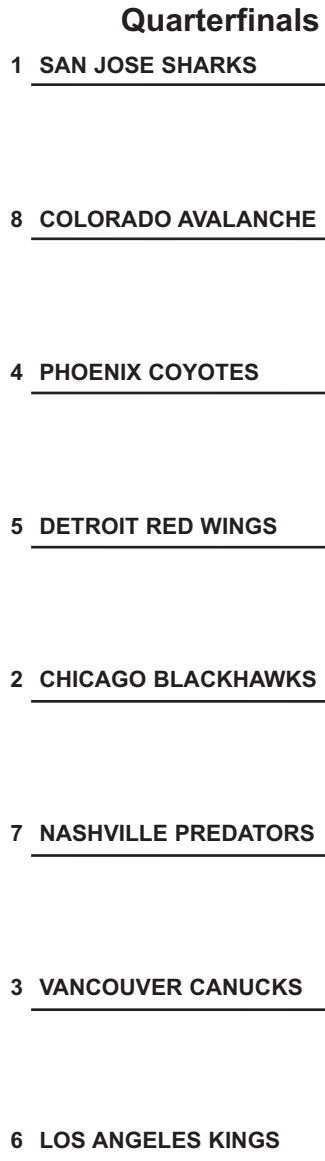 Quarterfinals
1 SAN JOSE SHARKS
8 COLORADO AVALANCHE
4 PHOENIX COYOTES
5 DETROIT RED WINGS
2 CHICAGO BLACKHAWKS
7 NASHVILLE PREDATORS
3 VANCOUVER CANUCKS
6 LOS ANGELES KINGS